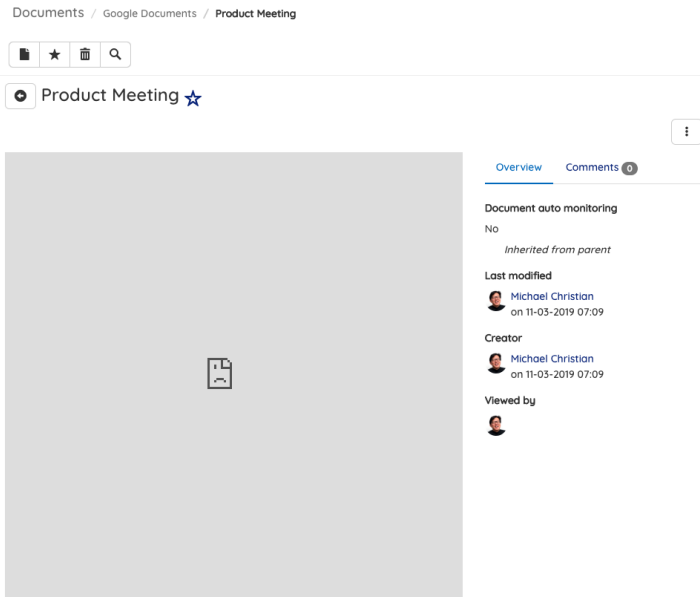 Documents / Google Documents / Product Meeting
Product Meeting
Overview Comments 0
Document auto monitoring
No
Inherited from parent
Last modified
Michael Christian
on 11-03-2019 07:09
Creator
Michael Christian
on 11-03-2019 07:09
Viewed by